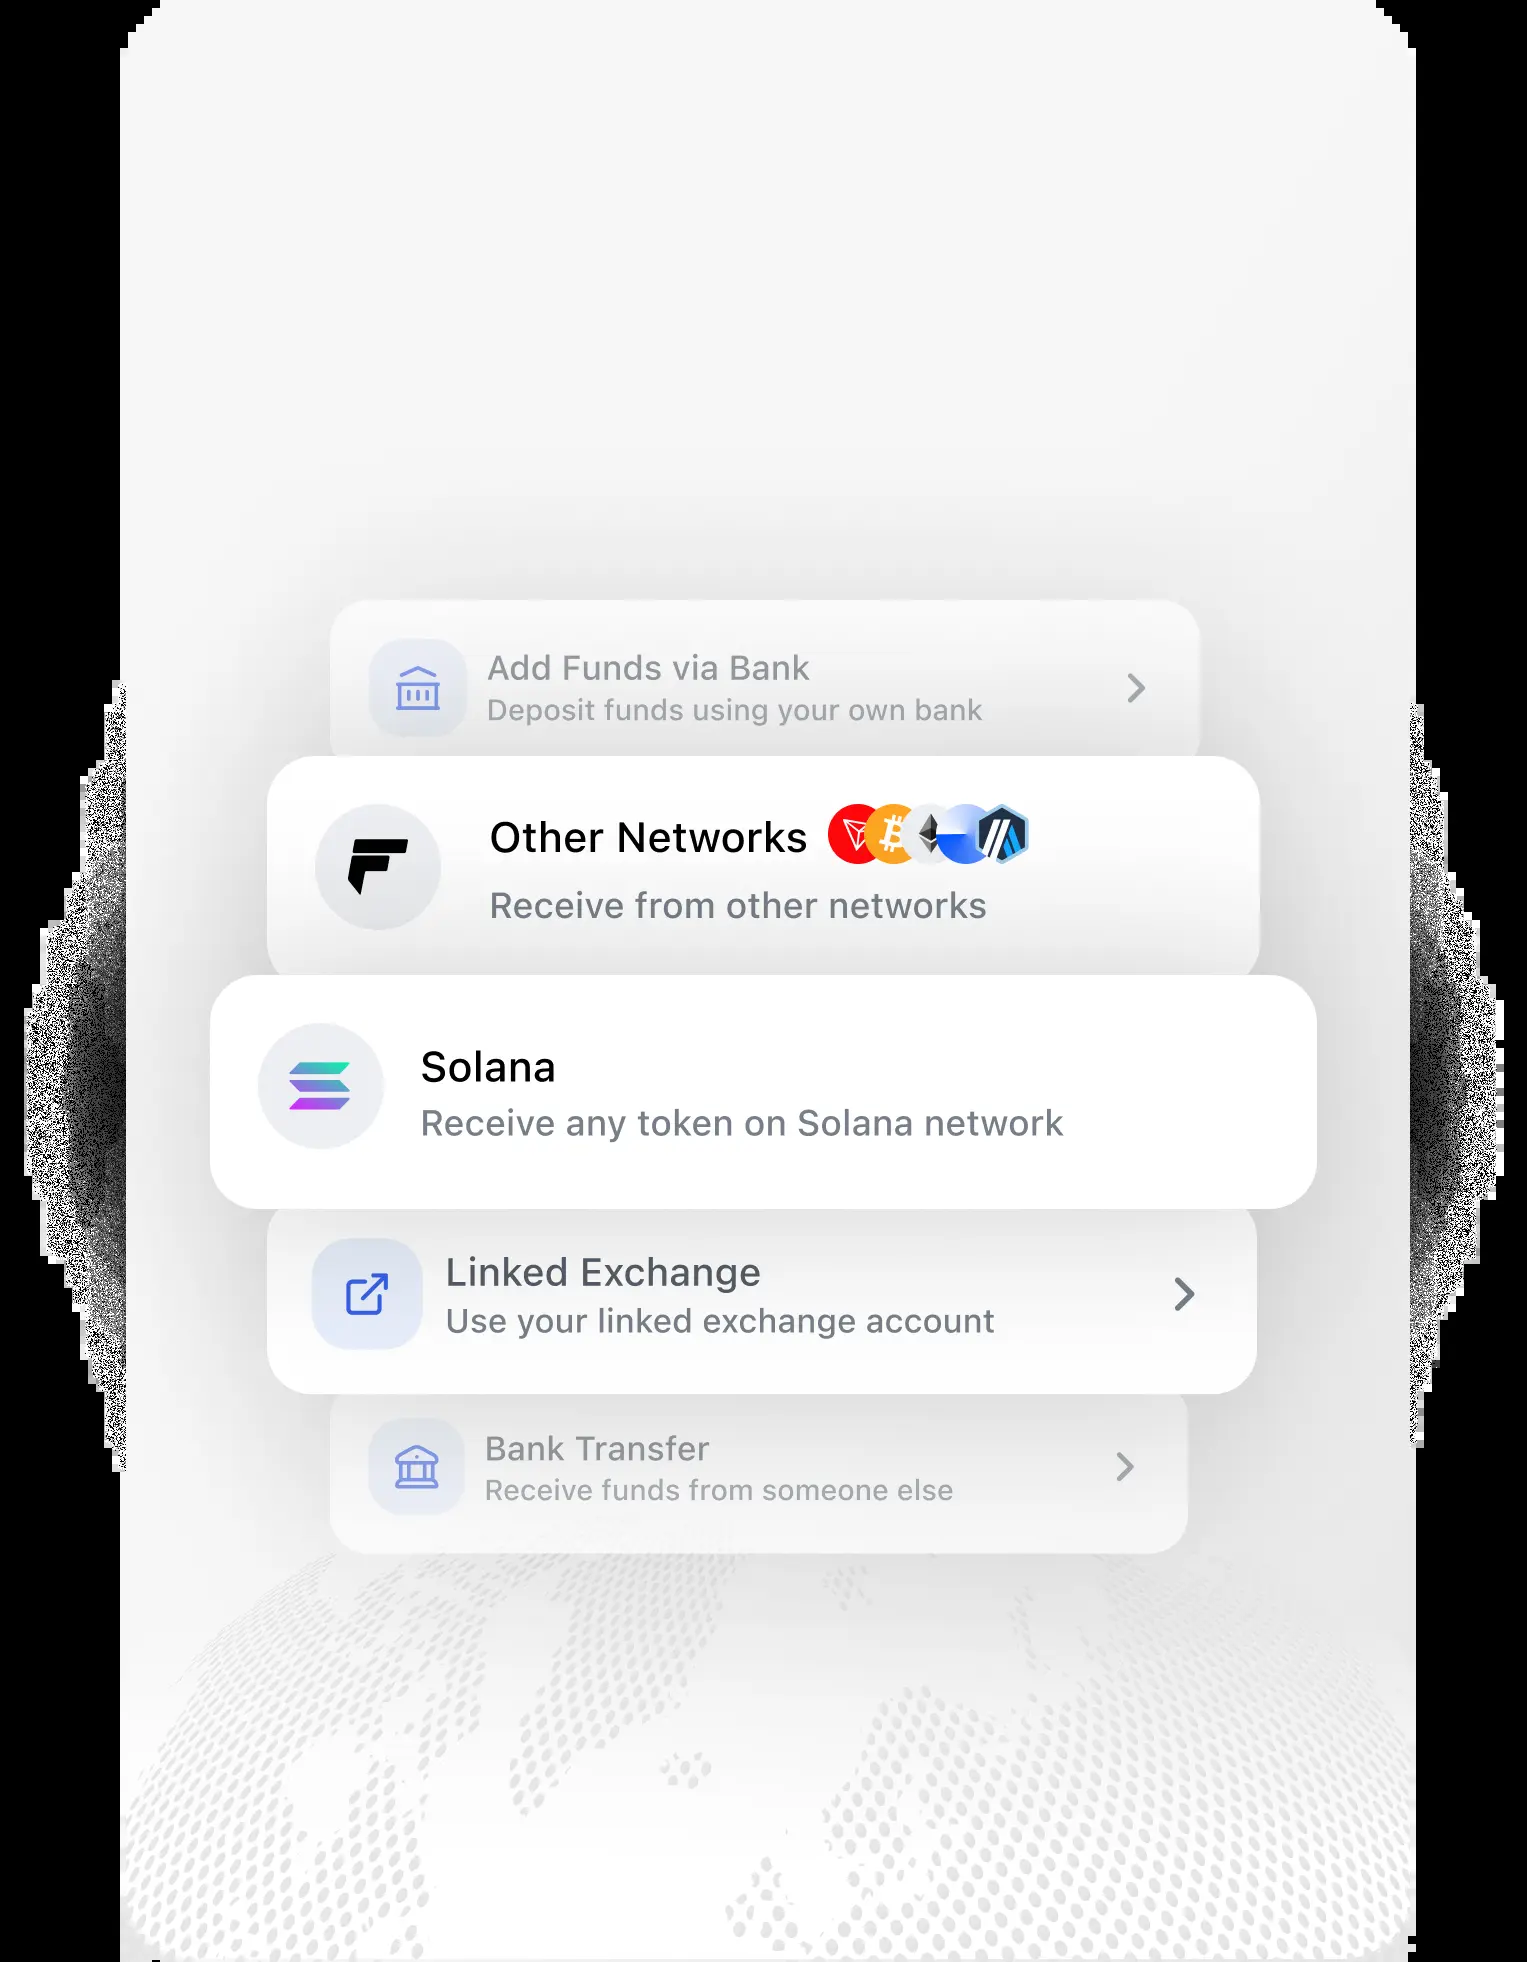 Add Funds via Bank
Deposit funds using your own bank
Other Networks
Receive from other networks
Solana
Receive any token on Solana network
Linked Exchange
Use your linked exchange account
Bank Transfer
Receive funds from someone else